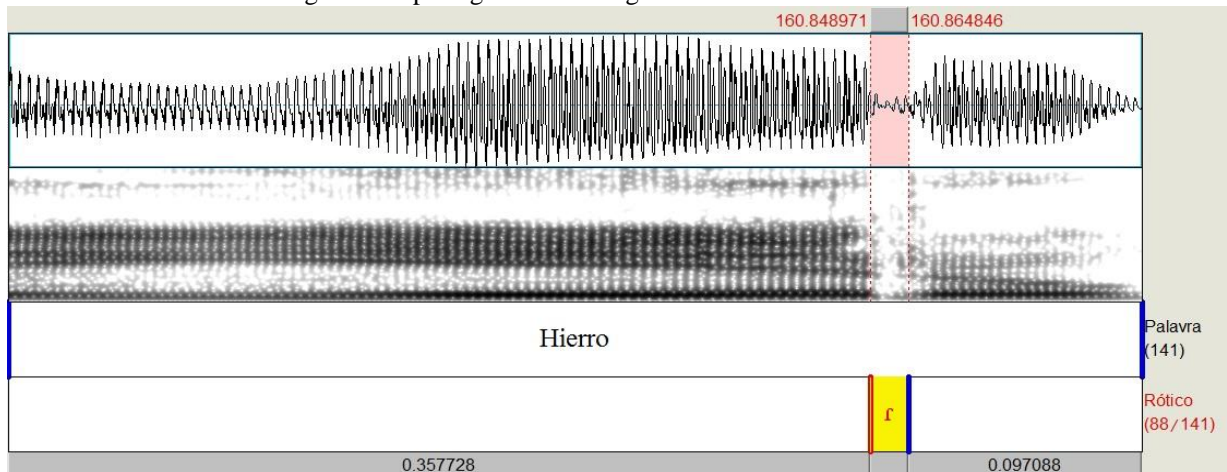 160.848971 160.864846
Hierro
Palavra
(141)
ɾ
Rótico
(88/141)
0.357728 0.097088